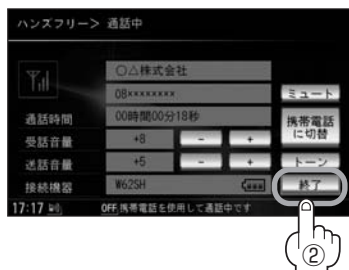 ハンズフリー＞ 通話中
○△株式会社
08××××××××
ミュート
通話時間
00時間00分18秒
携帯電話
に切替
受話音量
+8
-
+
送話音量
+5
-
+
トーン
接続機器
W62SH
終了
17:17
OFF 携帯電話を使用して通話中です
②